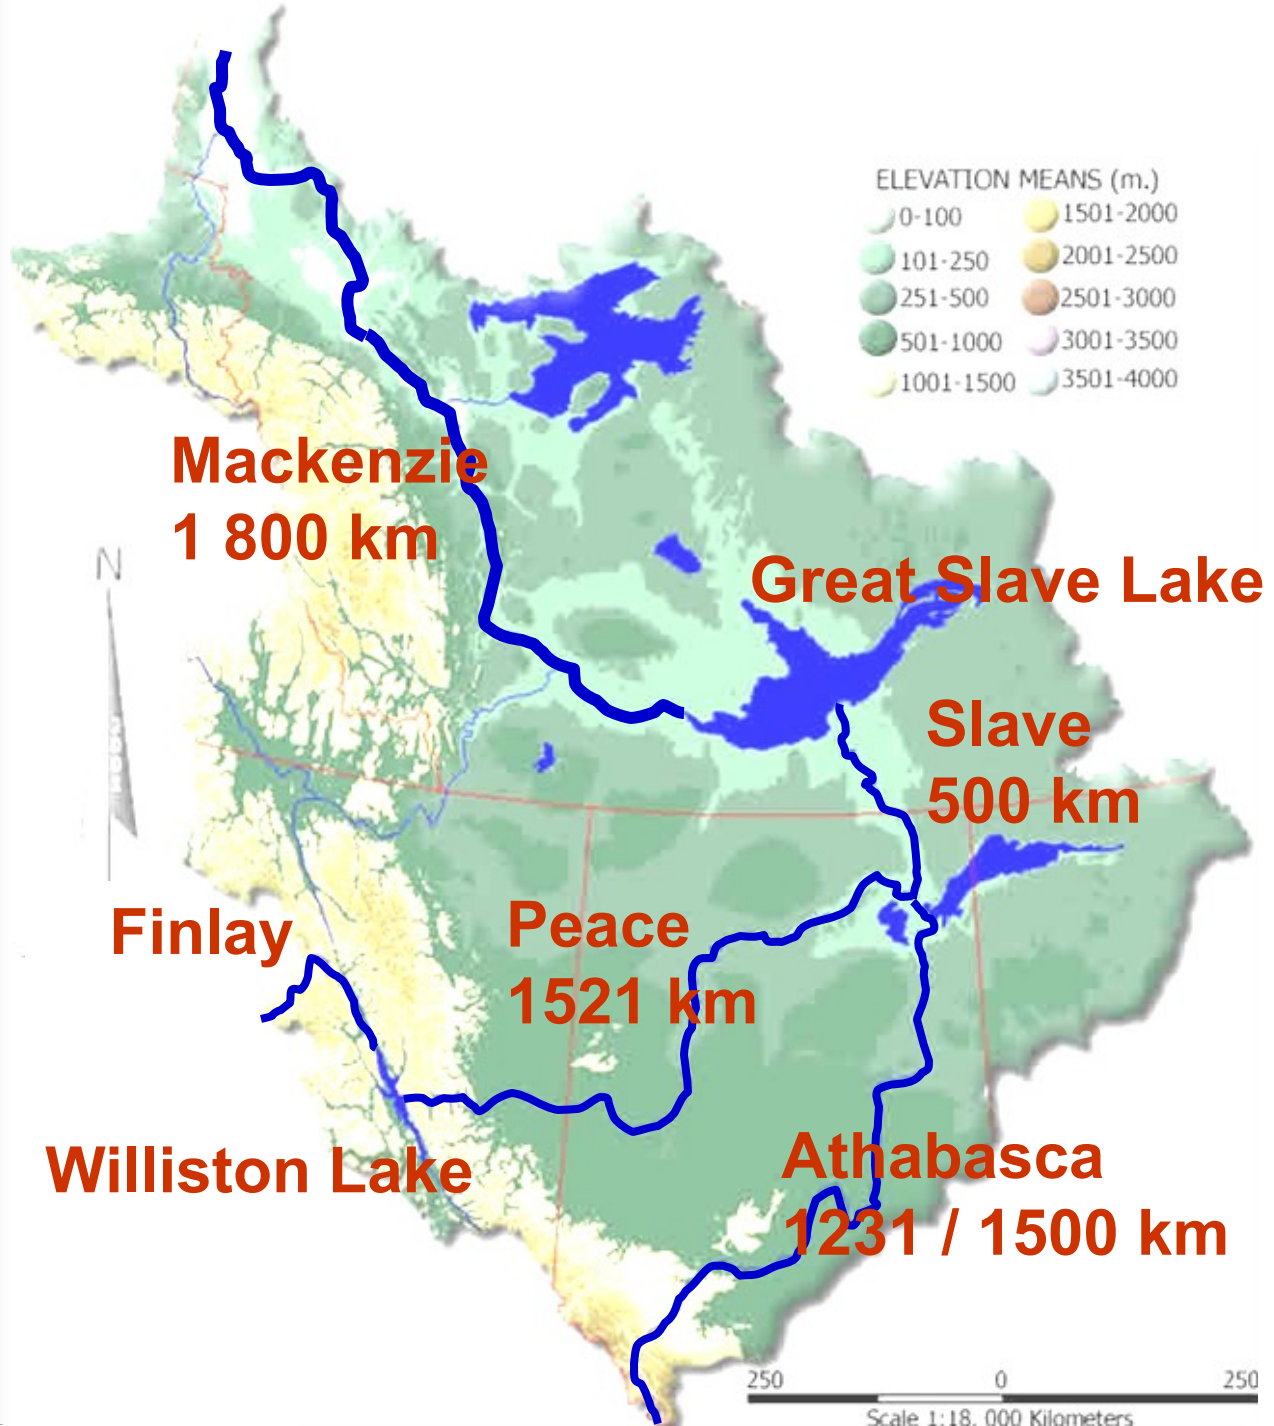 ELEVATION MEANS (m.)
0-100
1501-2000
101-250
2001-2500
251-500
2501-3000
501-1000
3001-3500
1001-1500
3501-4000
Mackenzie
1 800 km
N
Great Slave Lake
Slave
500 km
Finlay
Peace
1521 km
Williston Lake
Athabasca
1231 / 1500 km
250 0 250
Scale 1:18, 000 Kilometers